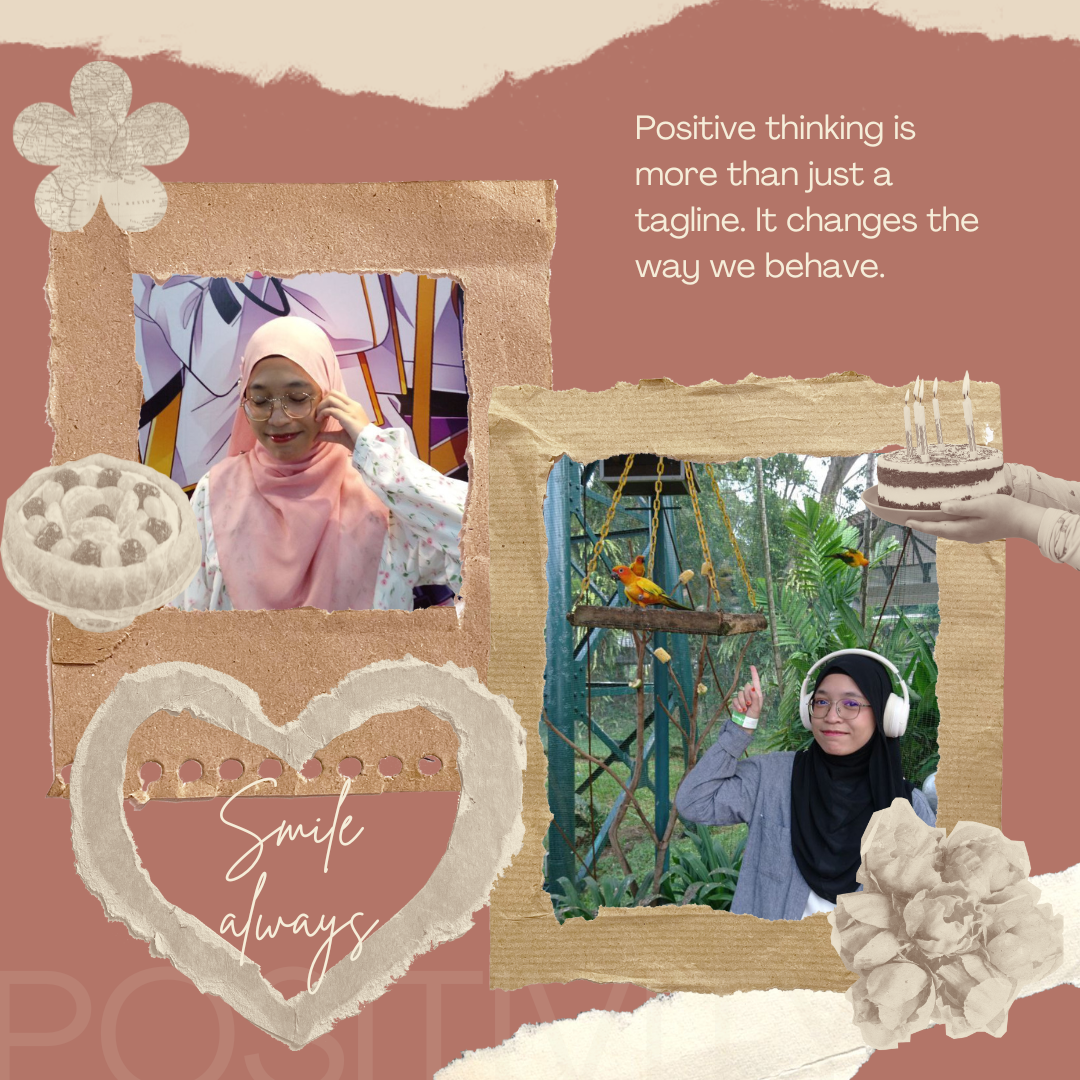 Positive thinking is
more than just a
tagline. It changes the
way we behave.
Smile
always